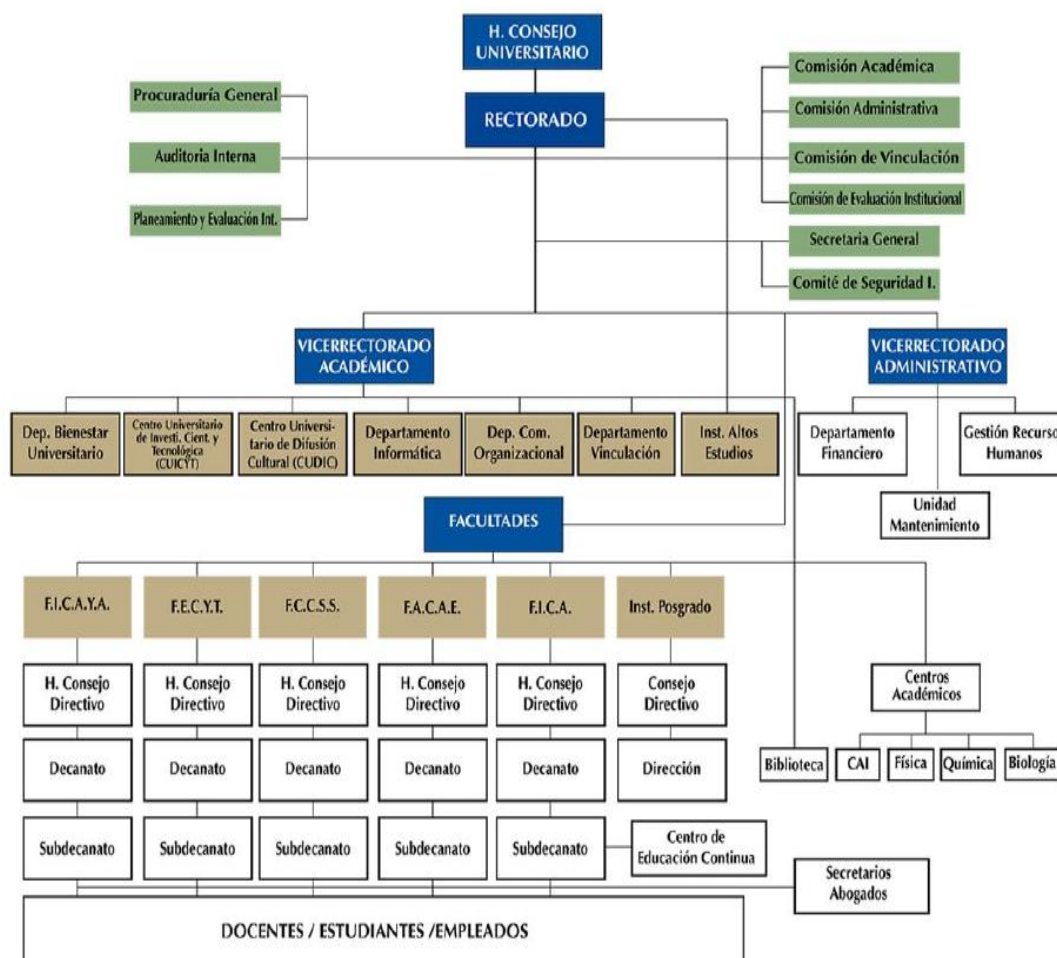 H. CONSEJO
UNIVERSITARIO
RECTORADO
Procuraduría General
Auditoria Interna
Planeamiento y Evaluación Int.
Comisión Académica
Comisión Administrativa
Comisión de Vinculación
Comisión de Evaluación Institucional
Secretaria General
Comité de Seguridad I.
VICERRECTORADO
ACADÉMICO
VICERRECTORADO
ADMINISTRATIVO
Dep. Bienestar
Universitario
Centro Universitario
de Investi. Cient. y
Tecnológica
(CUICYT)
Centro Universi-
tario de Difusión
Cultural (CUDIC)
Departamento
Informática
Dep. Com.
Organizacional
Departamento
Vinculación
Inst. Altos
Estudios
Departamento
Financiero
Gestión Recurso
Humanos
Unidad
Mantenimiento
FACULTADES
F.I.C.A.Y.A.
F.E.C.Y.T.
F.C.C.S.S.
F.A.C.A.E.
F.I.C.A.
Inst. Posgrado
H. Consejo
Directivo
H. Consejo
Directivo
H. Consejo
Directivo
H. Consejo
Directivo
H. Consejo
Directivo
Consejo
Directivo
Centros
Académicos
Decanato
Decanato
Decanato
Decanato
Decanato
Dirección
Biblioteca
CAI
Física
Química
Biología
Subdecanato
Subdecanato
Subdecanato
Subdecanato
Subdecanato
Centro de
Educación Continua
Secretarios
Abogados
DOCENTES / ESTUDIANTES /EMPLEADOS